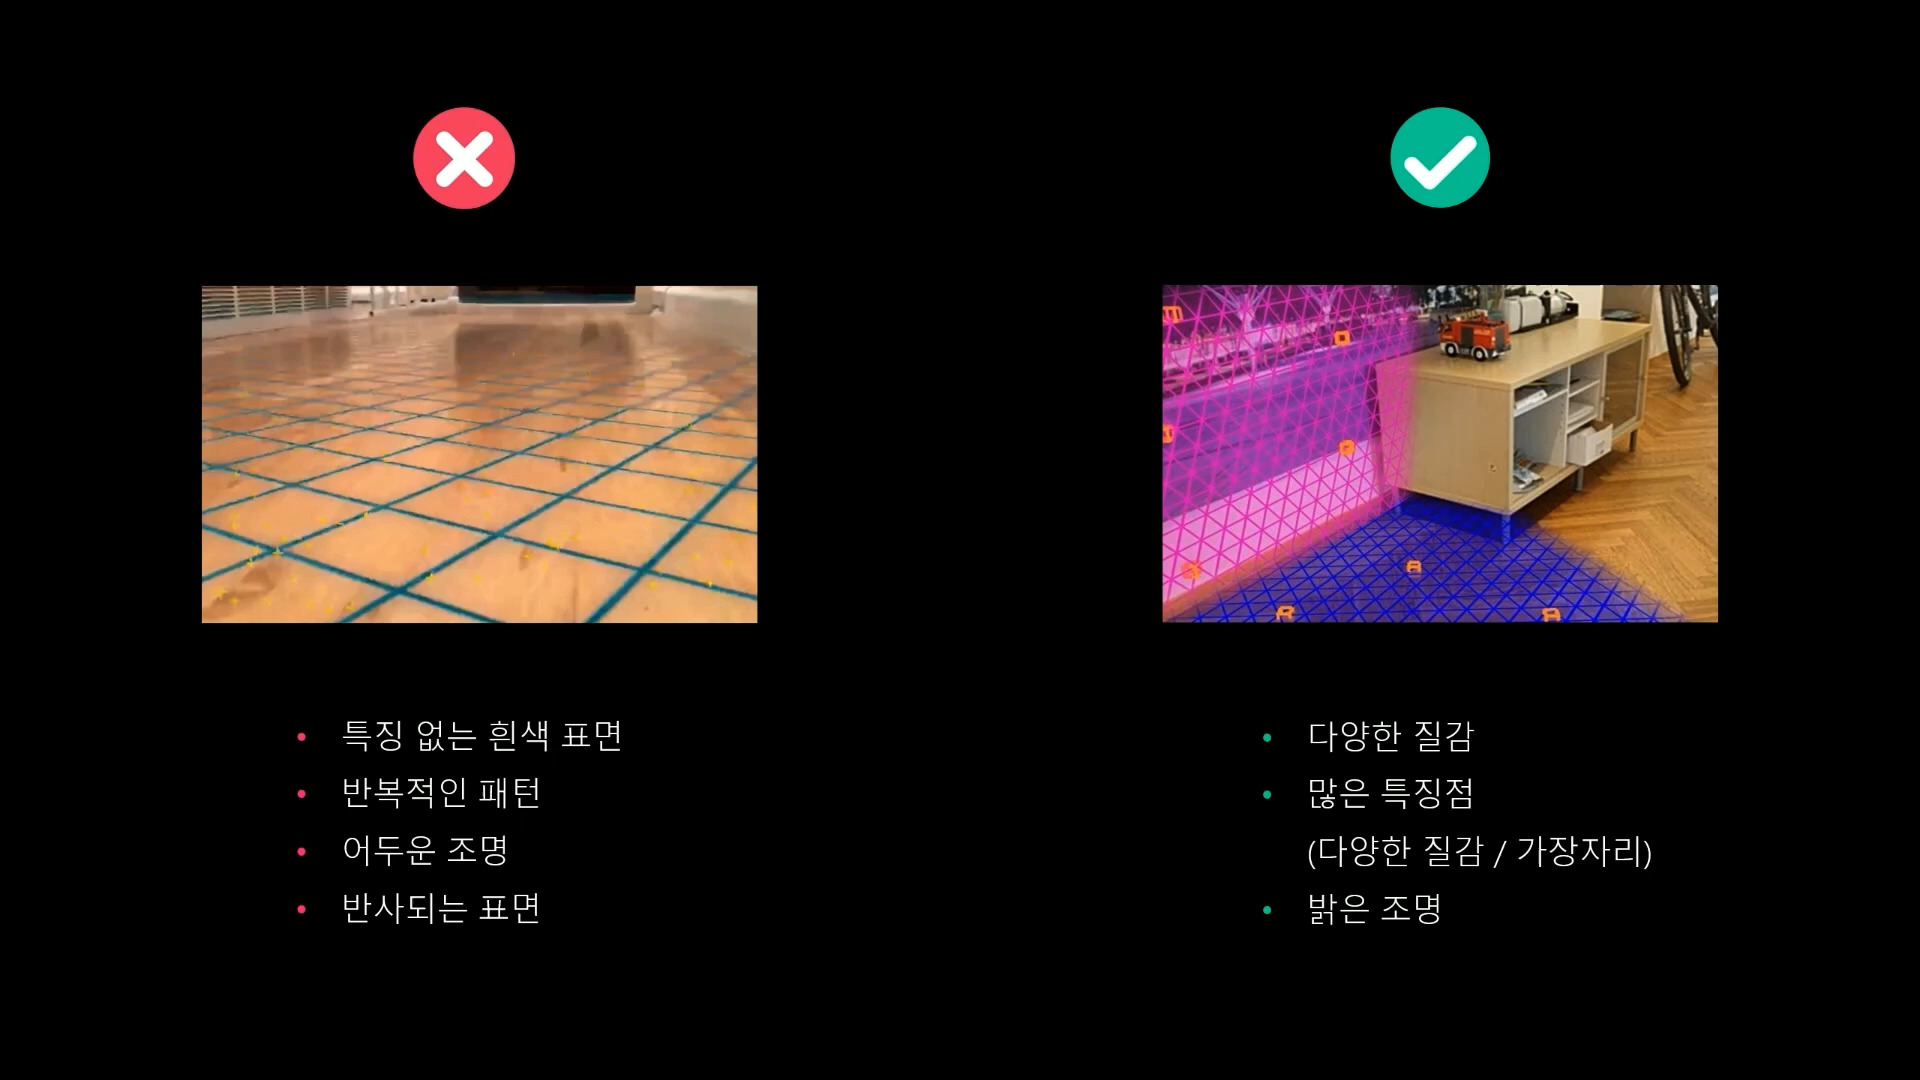 특징 없는 흰색 표면
반복적인 패턴
어두운 조명
반사되는 표면
다양한 질감
많은 특징점
(다양한 질감 / 가장자리)
밝은 조명